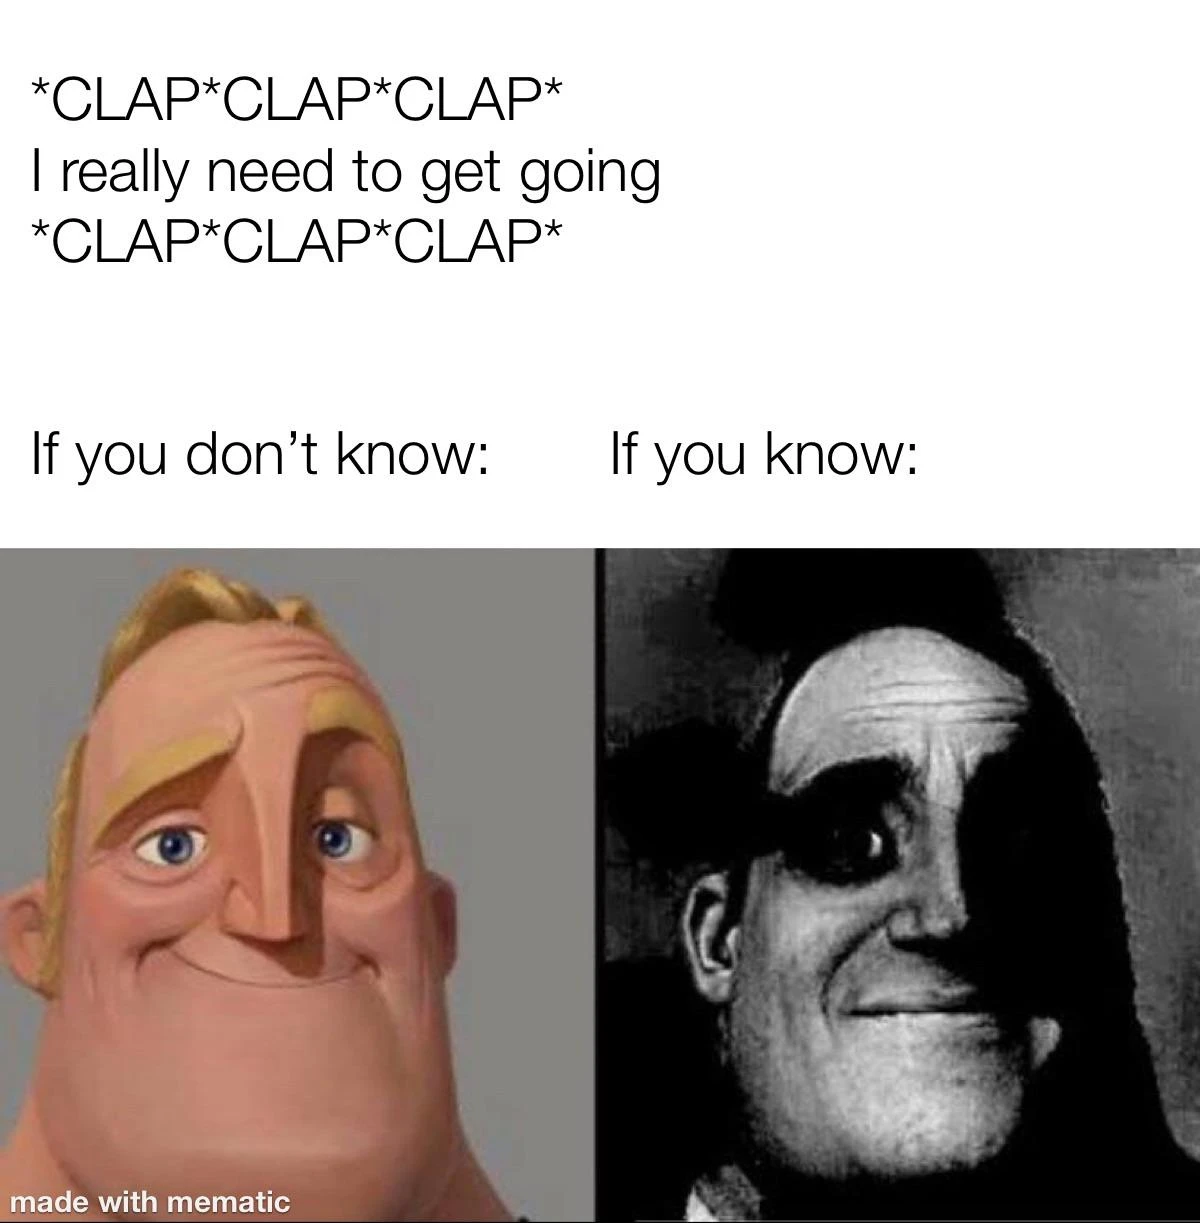 *CLAP*CLAP*CLAP*
I really need to get going
*CLAP*CLAP*CLAP*
If you don’t know:
If you know:
made with mematic